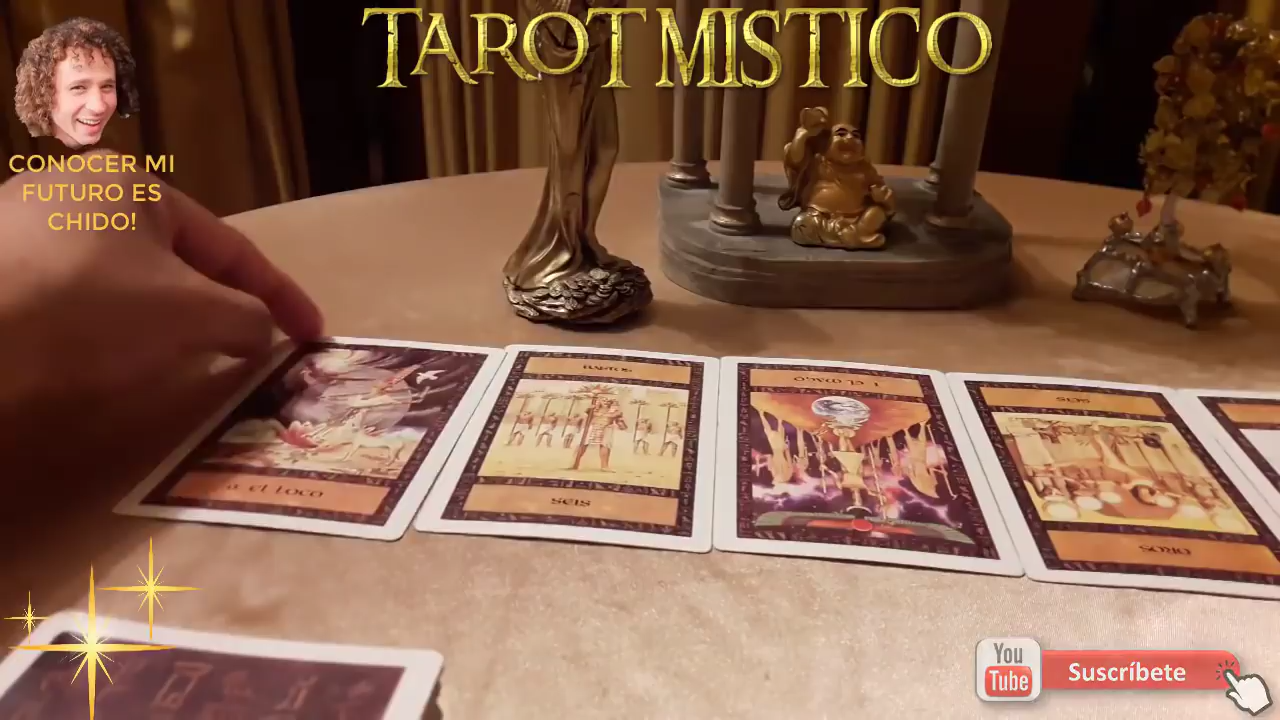 TAROT MISTICO
CONOCER MI
FUTURO ES
CHIDO!
0. EL LOCO
BASTOS
SEIS
1 EL MAGO
SEIS
OROS
You
Tube
Suscríbete